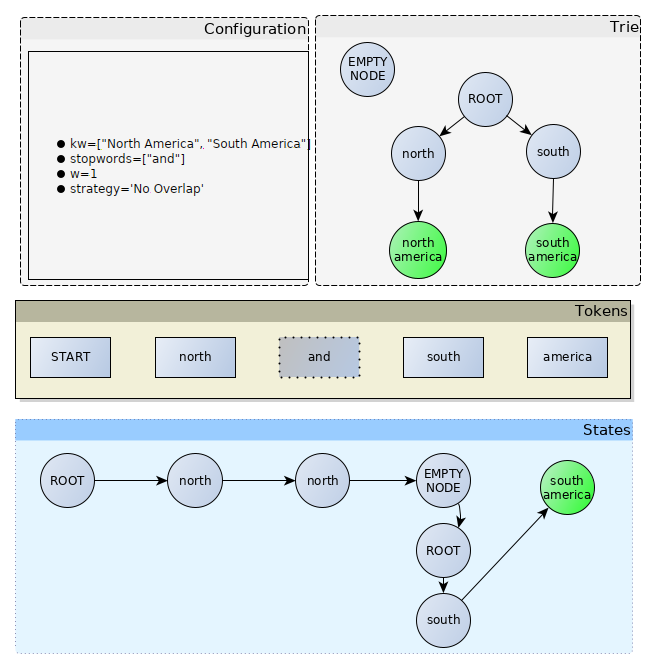 Configuration
● kw=["North America", "South America"]
● stopwords=["and"]
● w=1
● strategy='No Overlap'
Trie
EMPTY
NODE
ROOT
north
south
north
america
south
america
Tokens
START
north
and
south
america
States
ROOT
north
north
EMPTY
NODE
south
america
ROOT
south